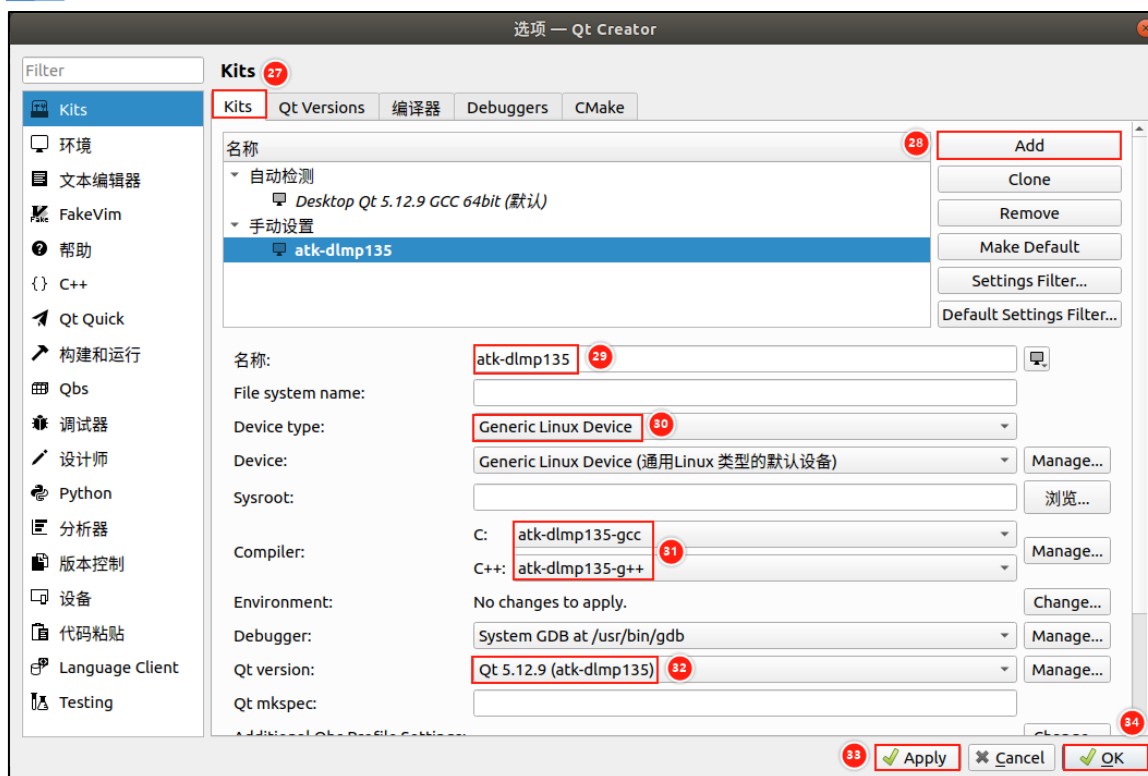 选项 — Qt Creator
Filter
Kits 27
Kits
环境
文本编辑器
FakeVim
帮助
{} C++
Qt Quick
构建和运行
Qbs
调试器
设计师
Python
分析器
版本控制
设备
代码粘贴
Language Client
Testing
Kits Qt Versions 编译器 Debuggers CMake
名称
自动检测
Desktop Qt 5.12.9 GCC 64bit (默认)
手动设置
atk-dlmp135
28 Add
Clone
Remove
Make Default
Settings Filter...
Default Settings Filter...
名称: atk-dlmp135 29
File system name:
Device type: Generic Linux Device 30
Device: Generic Linux Device (通用Linux 类型的默认设备) Manage...
Sysroot: 浏览...
Compiler: C: atk-dlmp135-gcc 31 Manage...
C++: atk-dlmp135-g++
Environment: No changes to apply. Change...
Debugger: System GDB at /usr/bin/gdb Manage...
Qt version: Qt 5.12.9 (atk-dlmp135) 32 Manage...
Qt mkspec:
34
33 Apply Cancel OK